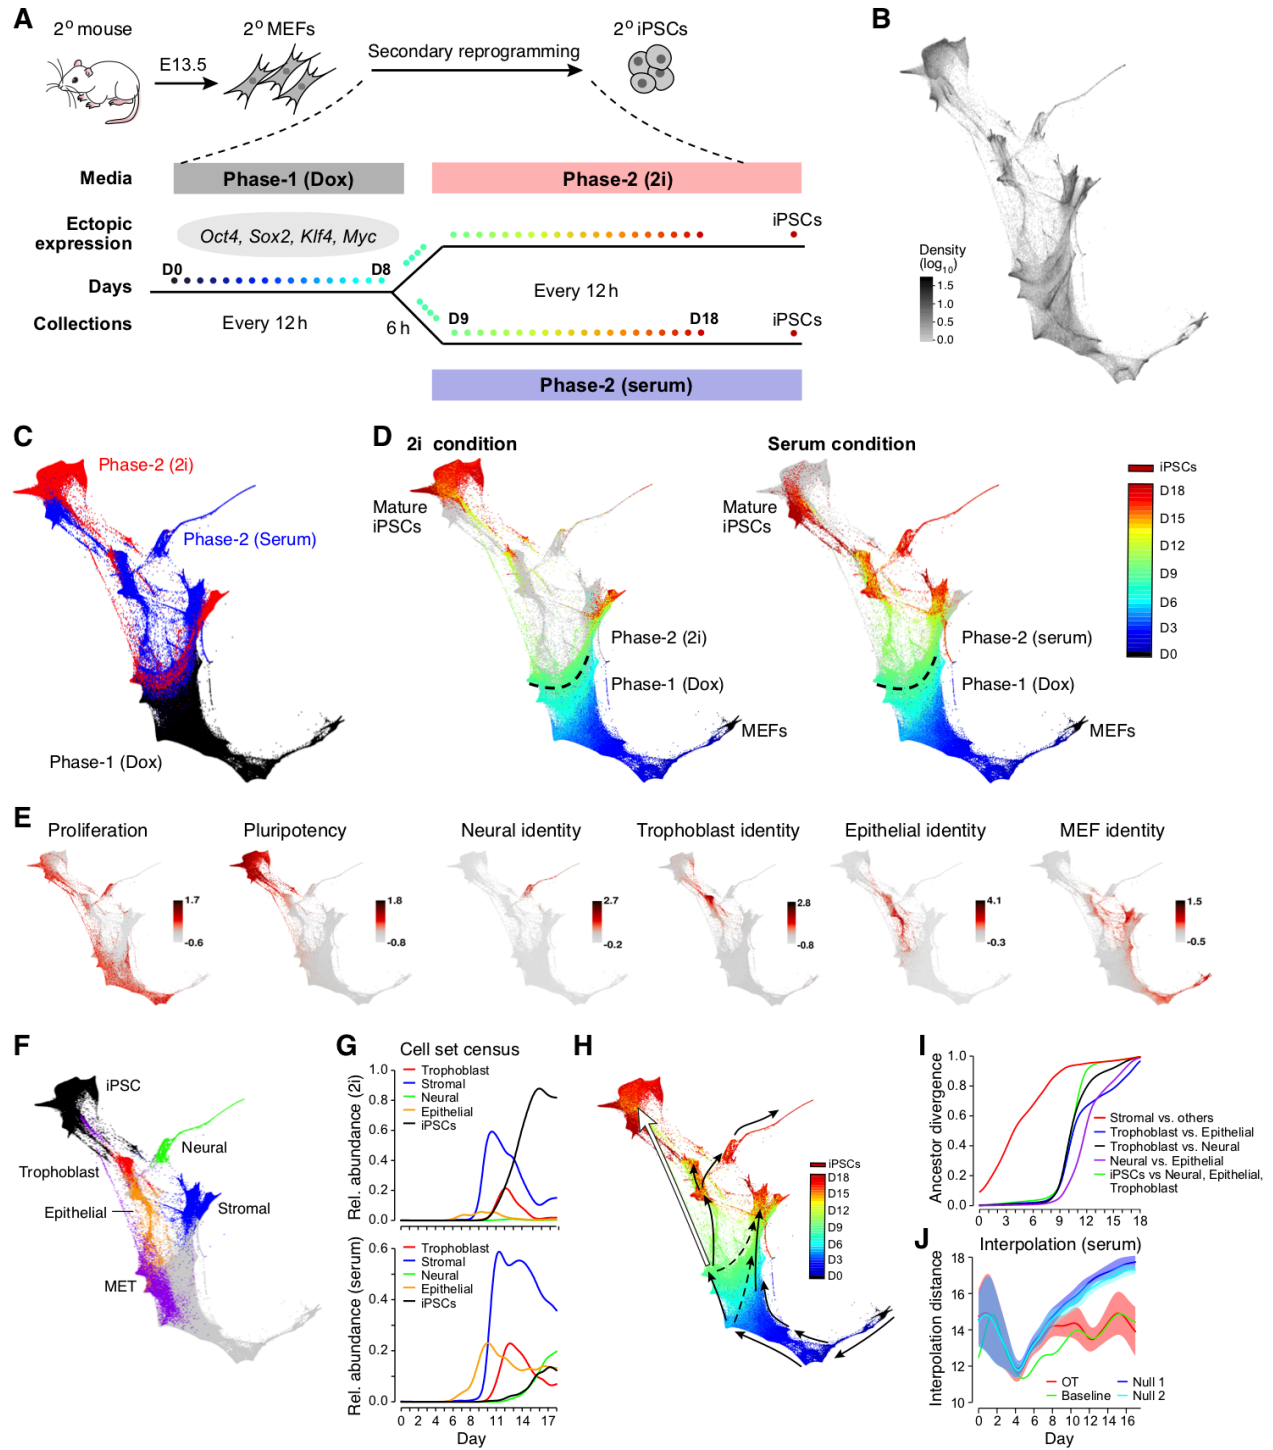 A
2º mouse
2º MEFs
Secondary reprogramming
2º iPSCs
E13.5
Media
Phase-1 (Dox)
Phase-2 (2i)
Ectopic
expression
Oct4, Sox2, Klf4, Myc
iPSCs
Days
D0
D8
Every 12 h
Collections
Every 12 h
6 h
D9
D18
iPSCs
Phase-2 (serum)
B
Density
(log10)
1.5
1.0
0.5
0.0
C
Phase-2 (2i)
Phase-2 (Serum)
Phase-1 (Dox)
D
2i condition
Serum condition
Mature
iPSCs
Phase-2 (2i)
Phase-1 (Dox)
MEFs
Mature
iPSCs
Phase-2 (serum)
Phase-1 (Dox)
MEFs
iPSCs
D18
D15
D12
D9
D6
D3
D0
E
Proliferation
Pluripotency
Neural identity
Trophoblast identity
Epithelial identity
MEF identity
1.7
-0.6
1.8
-0.8
2.7
-0.2
2.8
-0.8
4.1
-0.3
1.5
-0.5
F
iPSC
Neural
Trophoblast
Epithelial
Stromal
MET
G
Cell set census
Rel. abundance (2i)
1.0
0.8
0.6
0.4
0.2
0.0
Trophoblast
Stromal
Neural
Epithelial
iPSCs
Rel. abundance (serum)
0.6
0.4
0.2
0.0
Trophoblast
Stromal
Neural
Epithelial
iPSCs
0 2 4 6 8 11 14 17
Day
H
iPSCs
D18
D15
D12
D9
D6
D3
D0
I
Ancestor divergence
1.0
0.8
0.6
0.4
0.2
0.0
Stromal vs. others
Trophoblast vs. Epithelial
Trophoblast vs. Neural
Neural vs. Epithelial
iPSCs vs Neural, Epithelial,
Trophoblast
0 3 6 9 12 15 18
J
Interpolation (serum)
Interpolation distance
18
16
14
12
10
OT
Baseline
Null 1
Null 2
0 2 4 6 8 10 12 14 16
Day